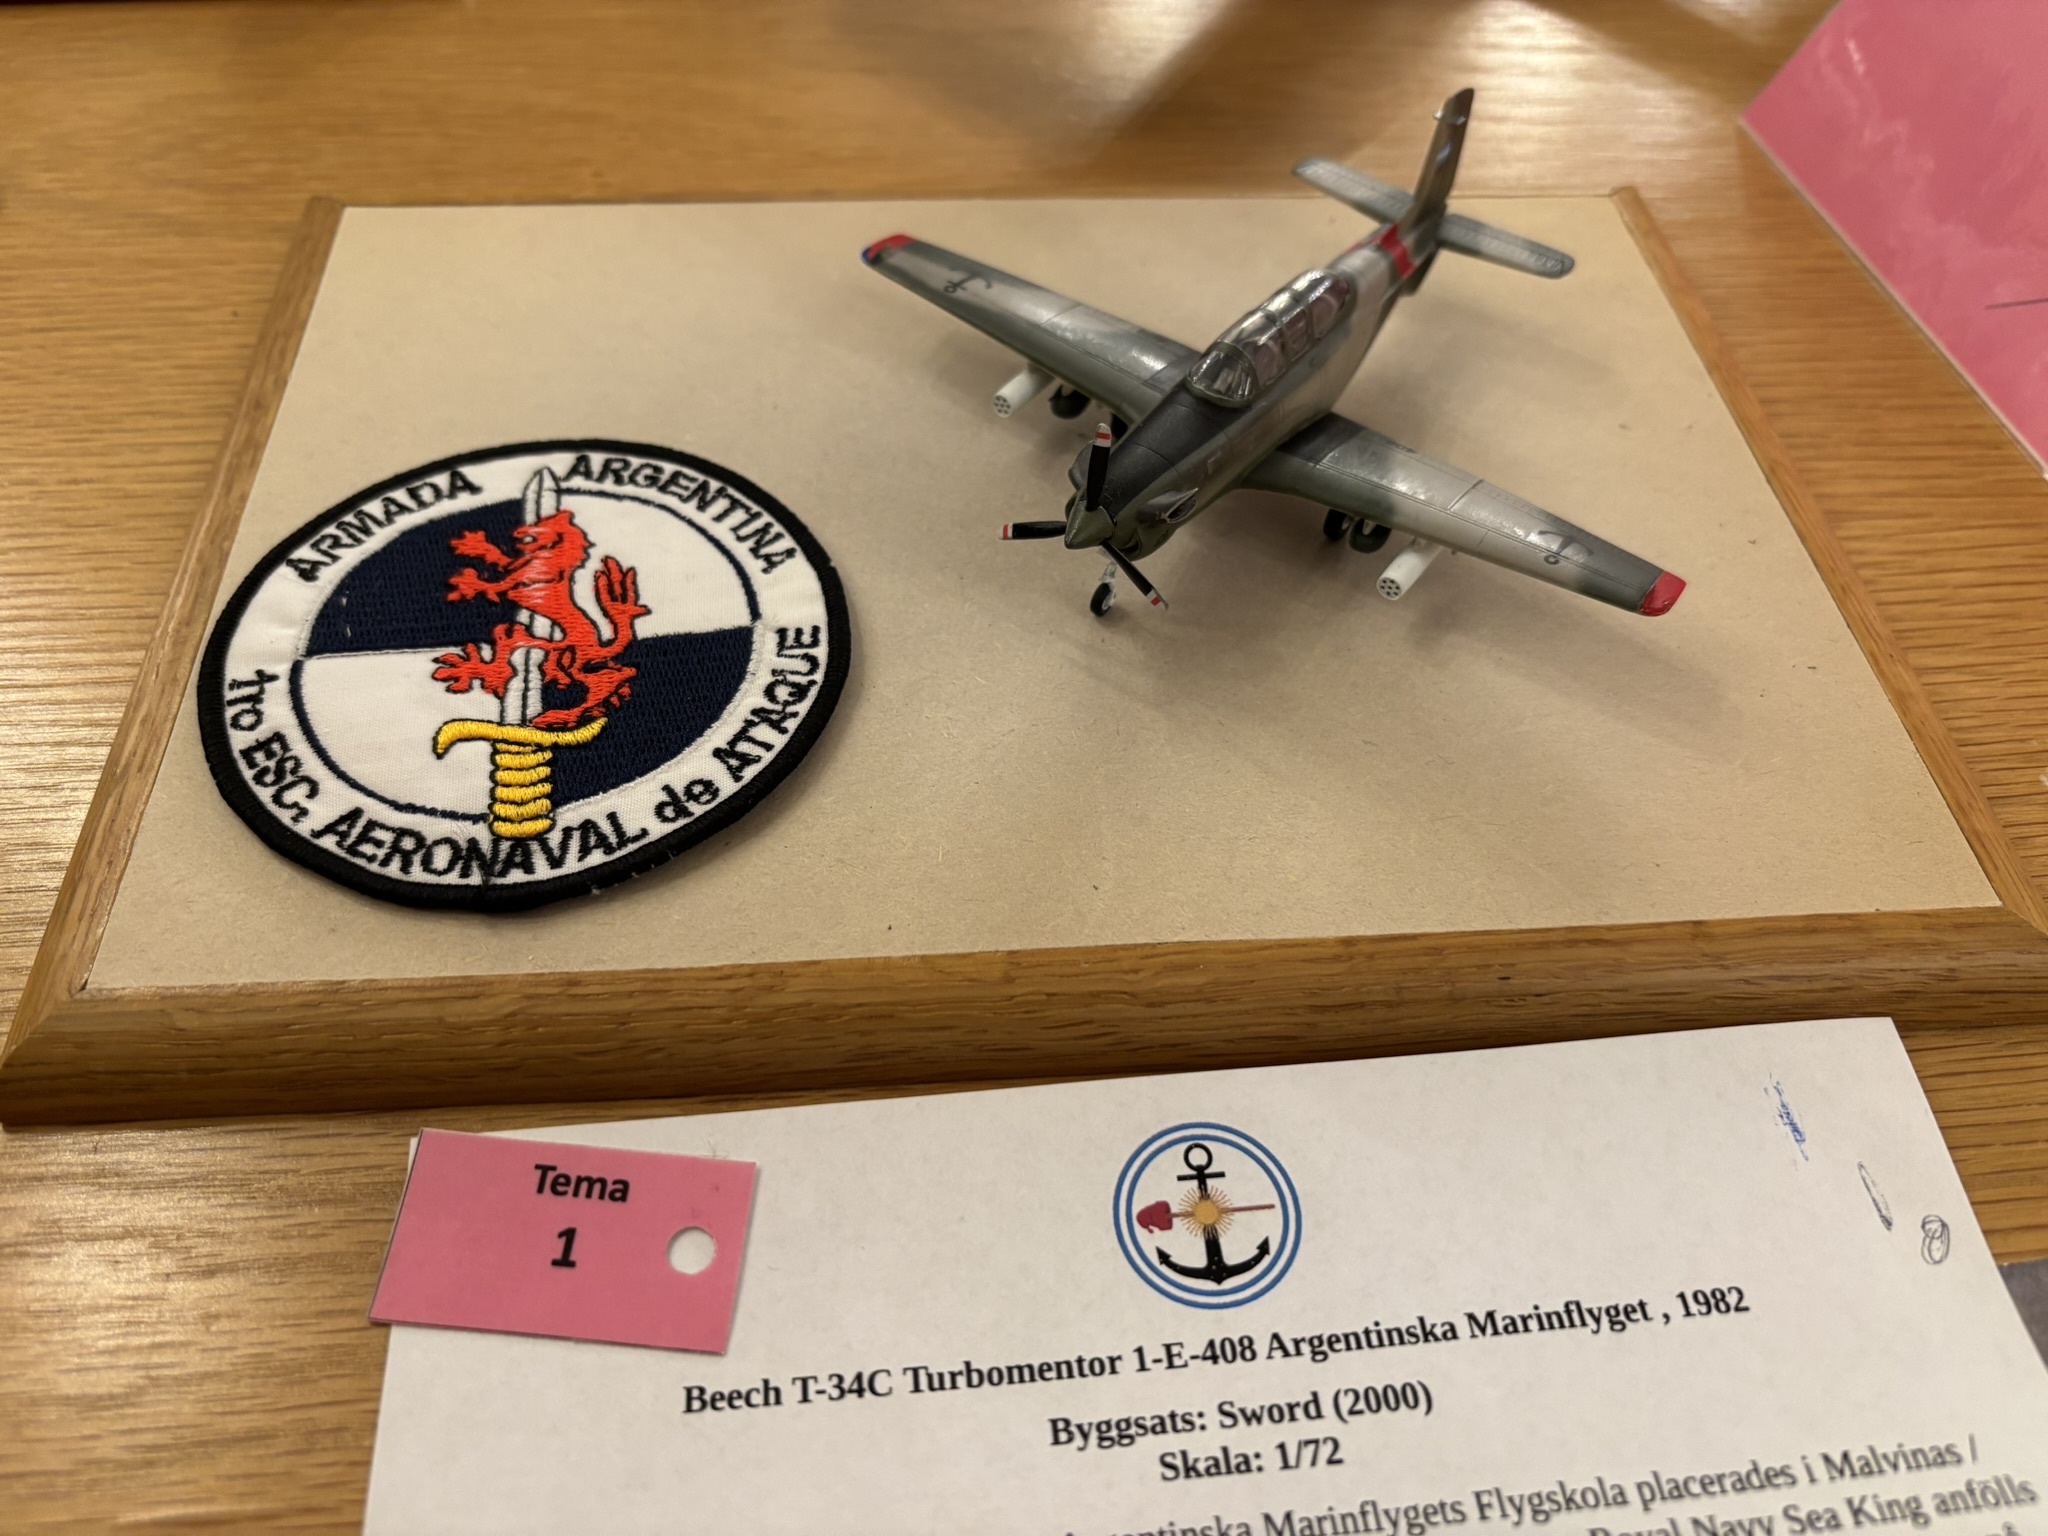 ARMADA ARGENTINA
1ro ESC. AERONAVAL de ATAQUE
Tema
1
Beech T-34C Turbomentor 1-E-408 Argentinska Marinflyget , 1982
Byggsats: Sword (2000)
Skala: 1/72
Marinflygets Flygskola placerades i Malvinas /
Royal Navy Sea King anfölls